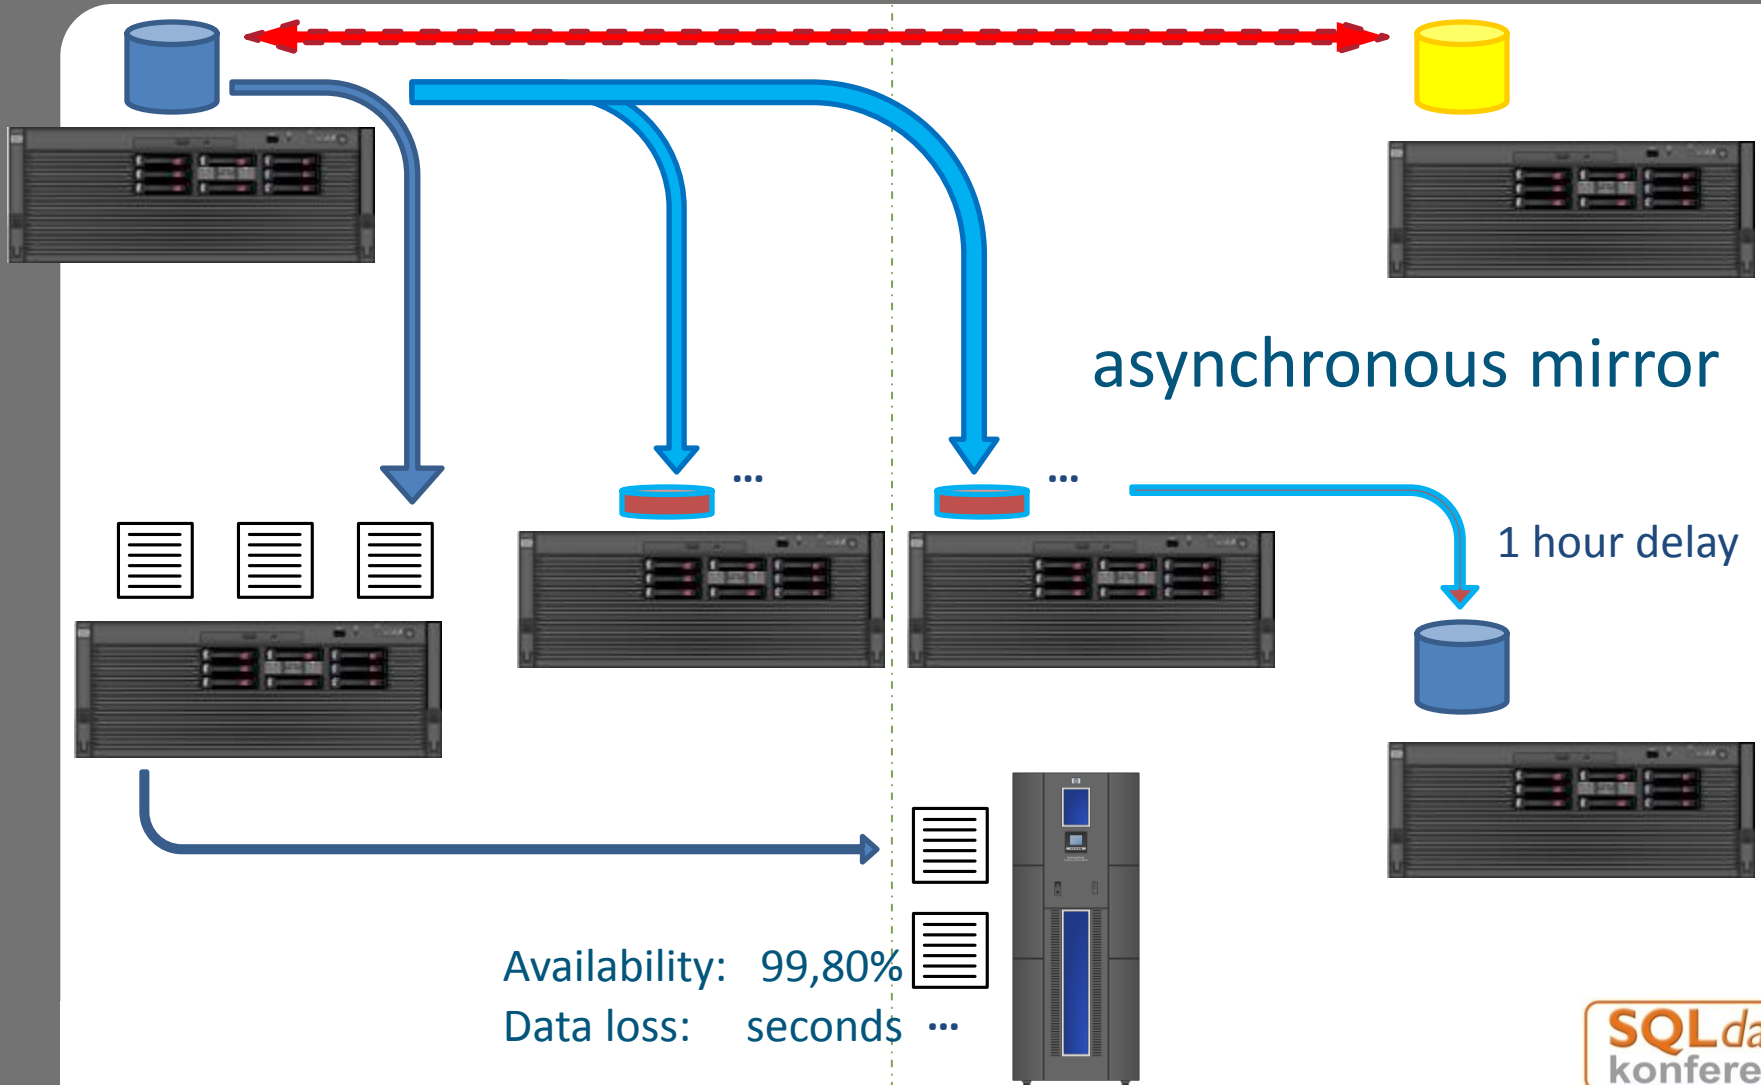 asynchronous mirror
...
...
1 hour delay
Availability: 99,80%
Data loss: seconds ...
SQLda
konfere